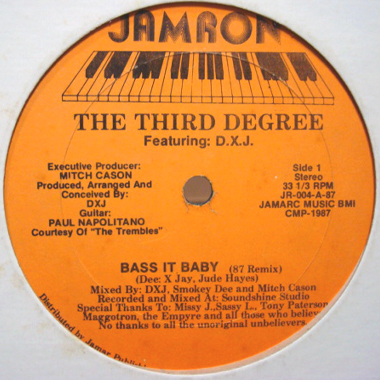 JAMRON
THE THIRD DEGREE
Featuring: D.X.J.
Executive Producer:
MITCH CASON
Produced, Arranged And
Conceived By:
DXJ
Guitar:
PAUL NAPOLITANO
Courtesy Of "The Trembles"
Side 1
Stereo
33 1/3 RPM
JR-004-A-87
JAMARC MUSIC BMI
CMP-1987
BASS IT BABY (87 Remix)
(Dee: X Jay, Jude Hayes)
Mixed By: DXJ, Smokey Dee and Mitch Cason
Recorded and Mixed At: Soundshine Studio
Special Thanks To: Missy J.,Sassy L., Tony Paterson
Maggotron, the Empyre and all those who believe
No thanks to all the unoriginal unbelievers.
Distributed by Jamar